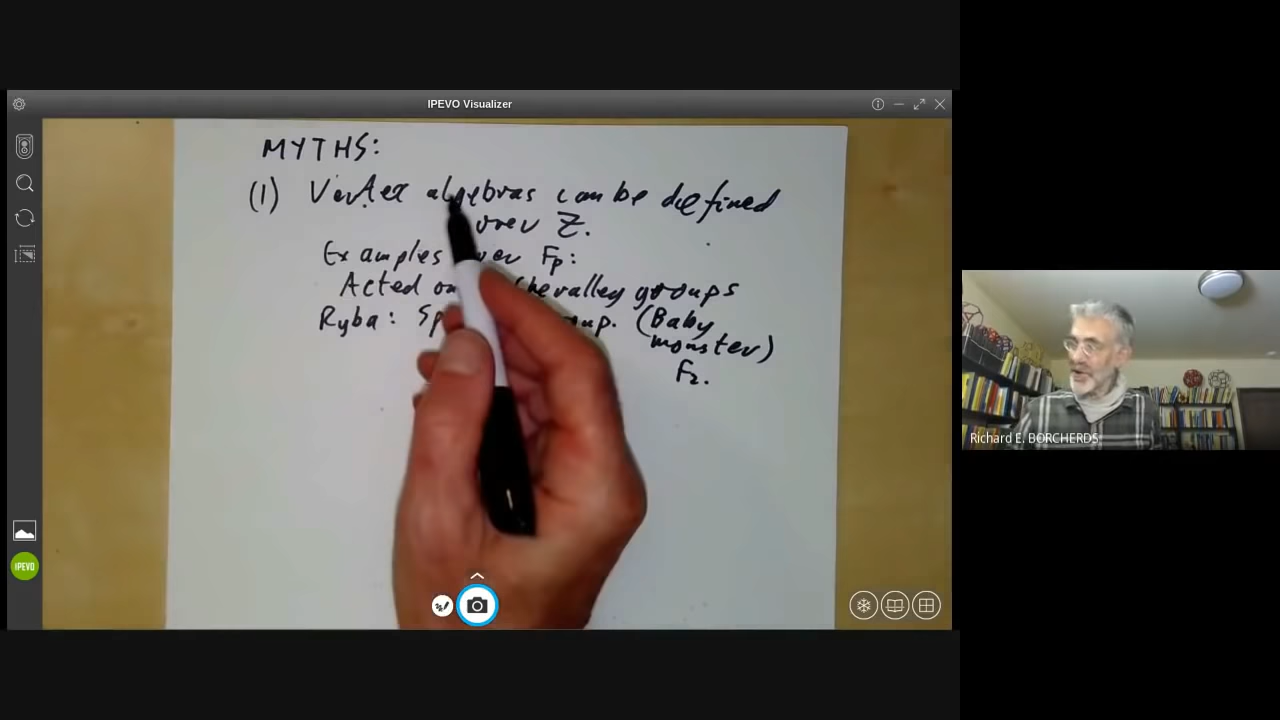 IPEVO Visualizer
MYTHS:
(1) Vertex algebras can be defined
over Z.
Examples over Fp:
Acted on Chevalley groups
Ryba: (Baby
monster)
F2.
IPEVO
Richard E. BORCHERDS